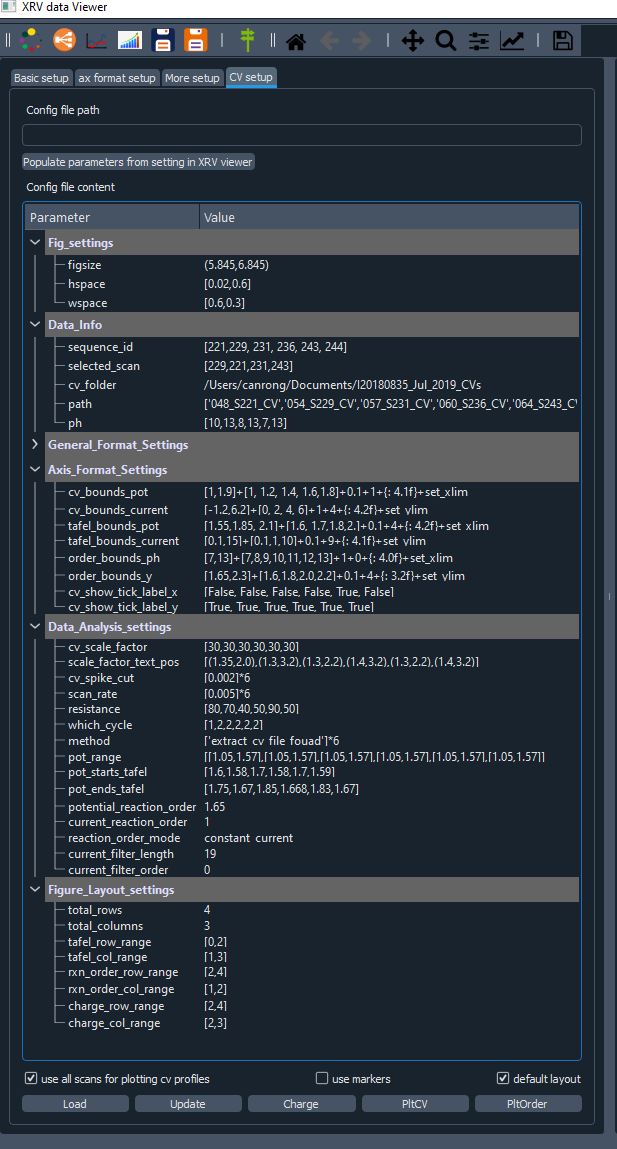 XRV data Viewer
Basic setup ax format setup More setup CV setup
Config file path
Populate parameters from setting in XRV viewer
Config file content
Parameter Value
Fig_settings
figsize (5.845,6.845)
hspace [0.02,0.6]
wspace [0.6,0.3]
Data_Info
sequence_id [221,229, 231, 236, 243, 244]
selected_scan [229,221,231,243]
cv_folder /Users/canrong/Documents/I20180835_Jul_2019_CVs
path ['048_S221_CV','054_S229_CV','057_S231_CV','060_S236_CV','064_S243_CV
ph [10,13,8,13,7,13]
General_Format_Settings
Axis_Format_Settings
cv_bounds_pot [1,1.9]+[1, 1.2, 1.4, 1.6,1.8]+0.1+1+{: 4.1f}+set_xlim
cv_bounds_current [-1.2,6.2]+[0, 2, 4, 6]+1+4+{: 4.2f}+set_ylim
tafel_bounds_pot [1.55,1.85, 2.1]+[1.6, 1.7,1.8,2.]+0.1+4+{: 4.2f}+set_xlim
tafel_bounds_current [0.1,15]+[0.1,1,10]+0.1+9+{: 4.1f}+set_ylim
order_bounds_ph [7,13]+[7,8,9,10,11,12,13]+1+0+{: 4.0f}+set_xlim
order_bounds_y [1.65,2.3]+[1.6,1.8,2.0,2.2]+0.1+4+{: 3.2f}+set_ylim
cv_show_tick_label_x [False, False, False, False, True, False]
cv_show_tick_label_y [True, True, True, True, True, True]
Data_Analysis_settings
cv_scale_factor [30,30,30,30,30,30]
scale_factor_text_pos [(1.35,2.0),(1.3,3.2),(1.3,2.2),(1.4,3.2),(1.3,2.2),(1.4,3.2)]
cv_spike_cut [0.002]*6
scan_rate [0.005]*6
resistance [80,70,40,50,90,50]
which_cycle [1,2,2,2,2,2]
method ['extract_cv_file_fouad']*6
pot_range [[1.05,1.57],[1.05,1.57],[1.05,1.57],[1.05,1.57],[1.05,1.57],[1.05,1.57]]
pot_starts_tafel [1.6,1.58,1.7,1.58,1.7,1.59]
pot_ends_tafel [1.75,1.67,1.85,1.668,1.83,1.67]
potential_reaction_order 1.65
current_reaction_order 1
reaction_order_mode constant_current
current_filter_length 19
current_filter_order 0
Figure_Layout_settings
total_rows 4
total_columns 3
tafel_row_range [0,2]
tafel_col_range [1,3]
rxn_order_row_range [2,4]
rxn_order_col_range [1,2]
charge_row_range [2,4]
charge_col_range [2,3]
use all scans for plotting cv profiles use markers default layout
Load Update Charge PltCV PltOrder